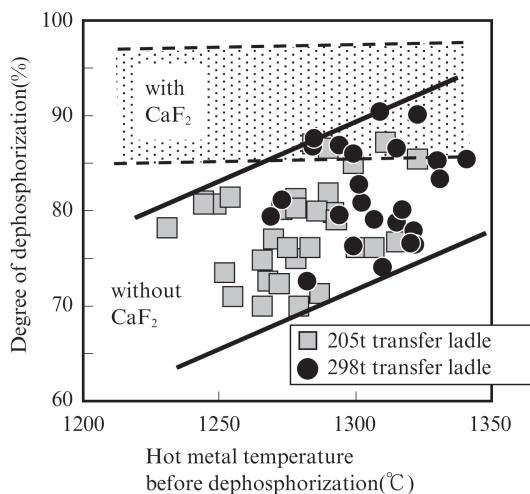 100
90
80
70
60
Degree of dephosphorization(%)
with
CaF₂
without
CaF₂
205t transfer ladle
298t transfer ladle
1200
1250
1300
1350
Hot metal temperature
before dephosphorization(℃)